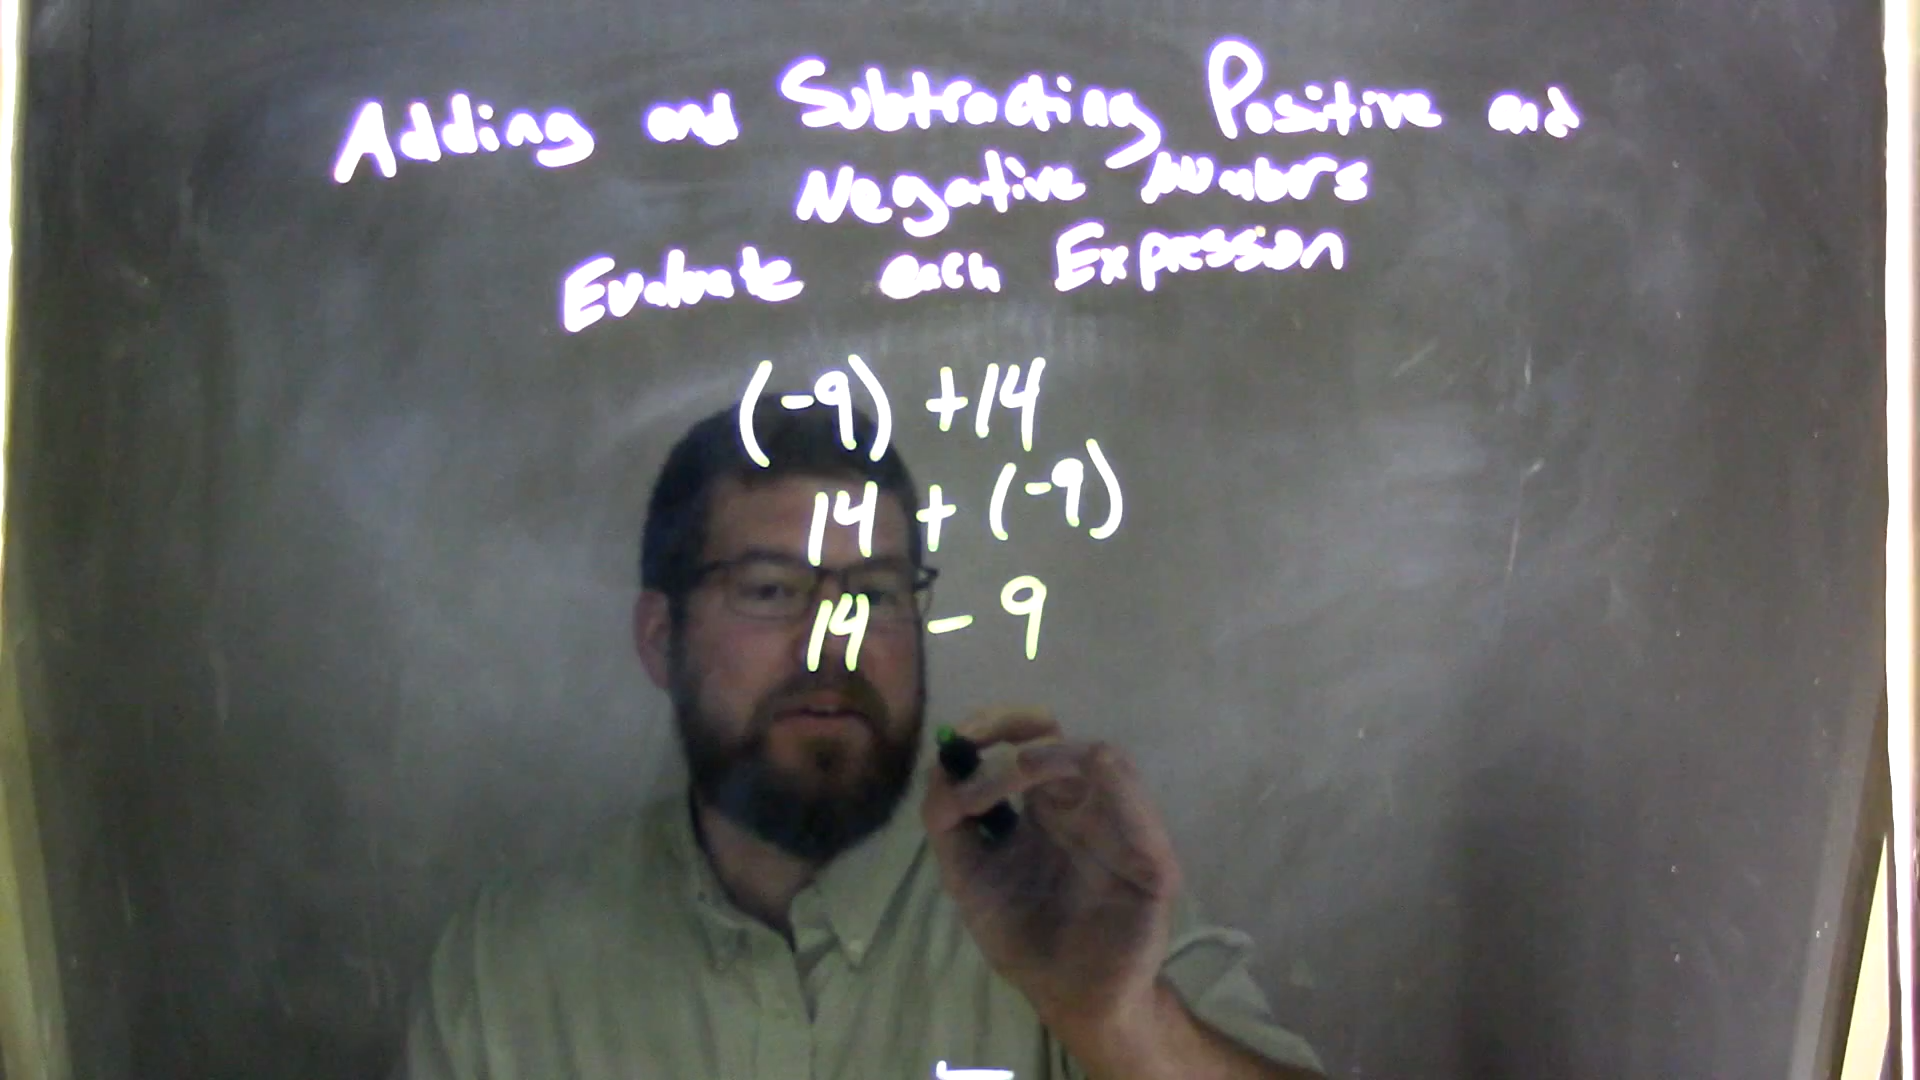 Adding and Subtracting Positive and
Negative Numbers
Evaluate each Expression
(-9) +14
14 + (-9)
14 - 9